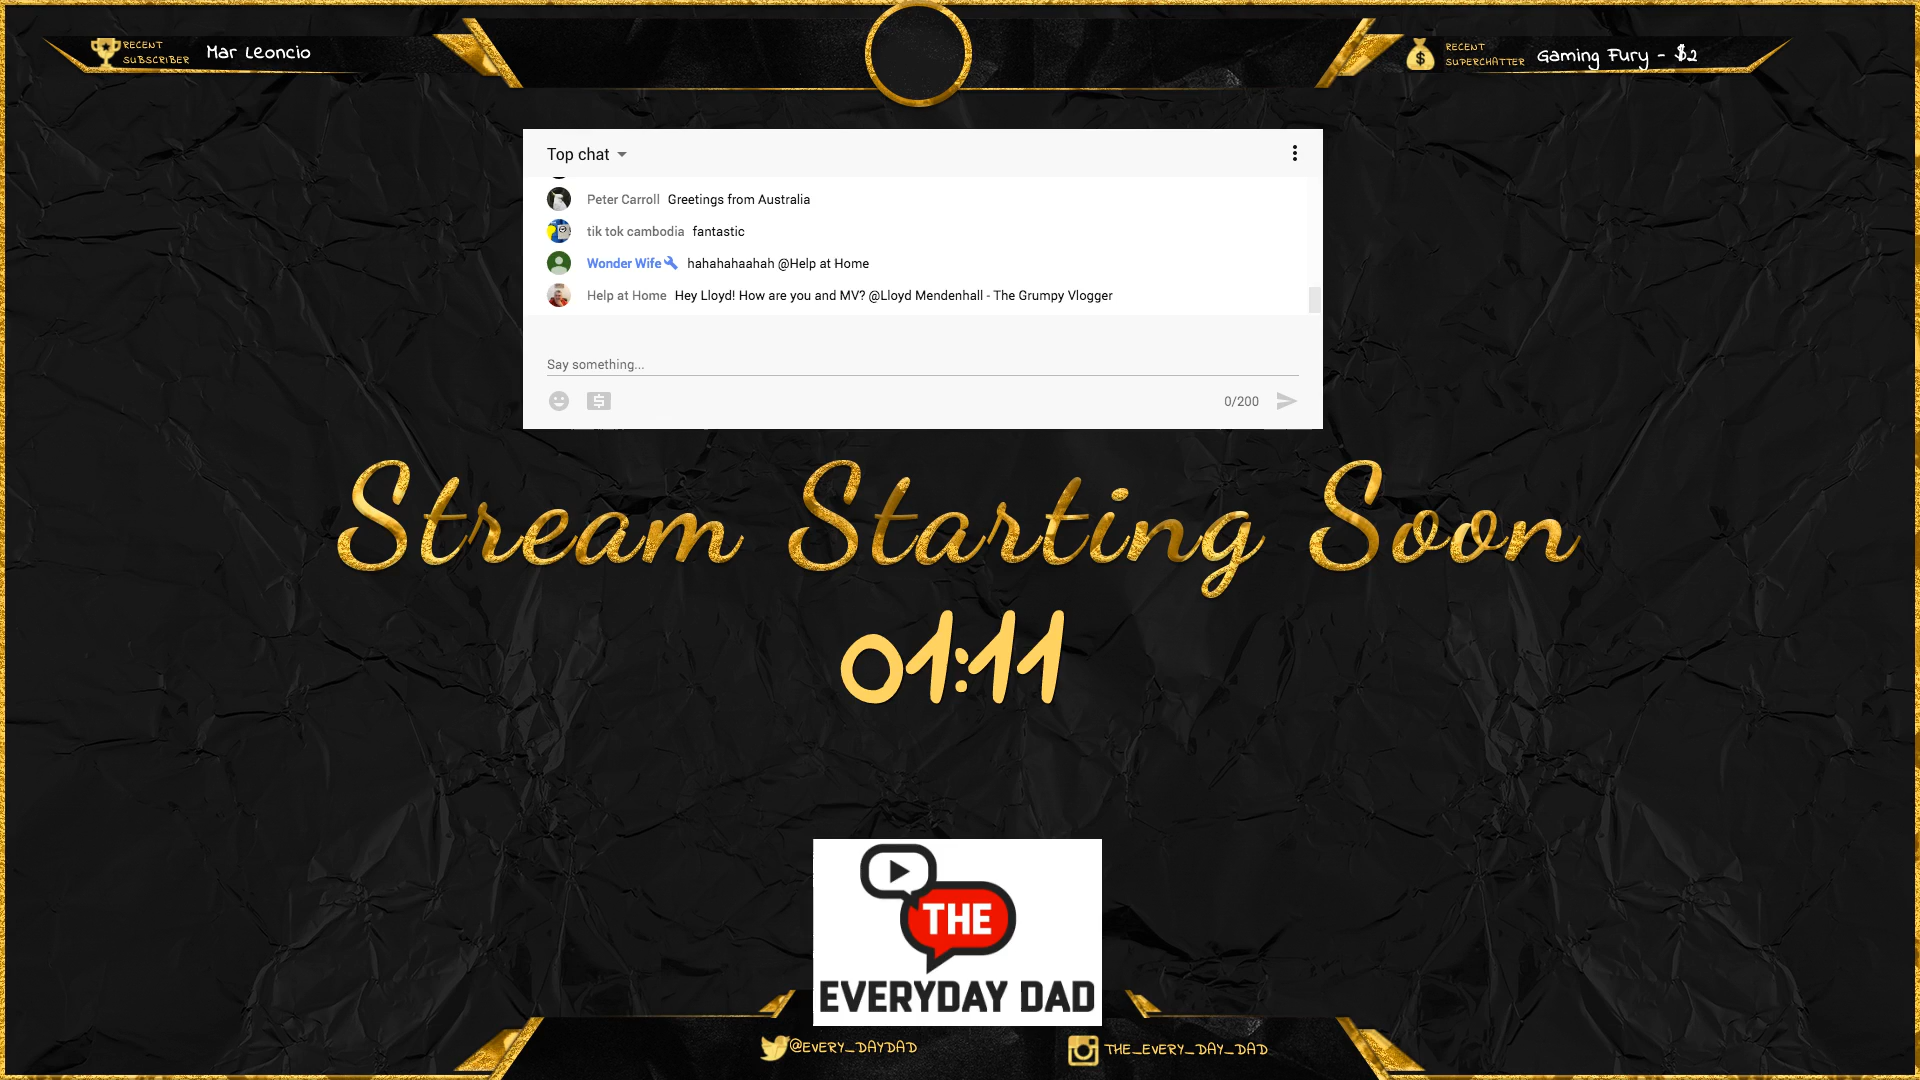 RECENT
SUBSCRIBER
Mar Leoncio
RECENT
SUPERCHATTER
Gaming Fury - $2
Top chat
Peter Carroll Greetings from Australia
tik tok cambodia fantastic
Wonder Wife hahahahaahah @Help at Home
Help at Home Hey Lloyd! How are you and MV? @Lloyd Mendenhall - The Grumpy Vlogger
Say something...
0/200
Stream Starting Soon
01:11
THE
EVERYDAY DAD
@EVERY_DAYDAD
THE_EVERY_DAY_DAD